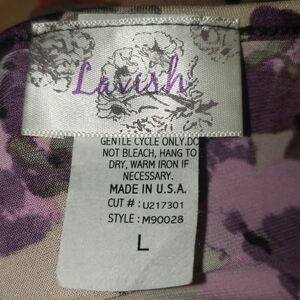 Lavish
GENTLE CYCLE ONLY.DO
NOT BLEACH, HANG TO
DRY, WARM IRON IF
NECESSARY.
MADE IN U.S.A.
CUT # : U217301
STYLE : M90028
L